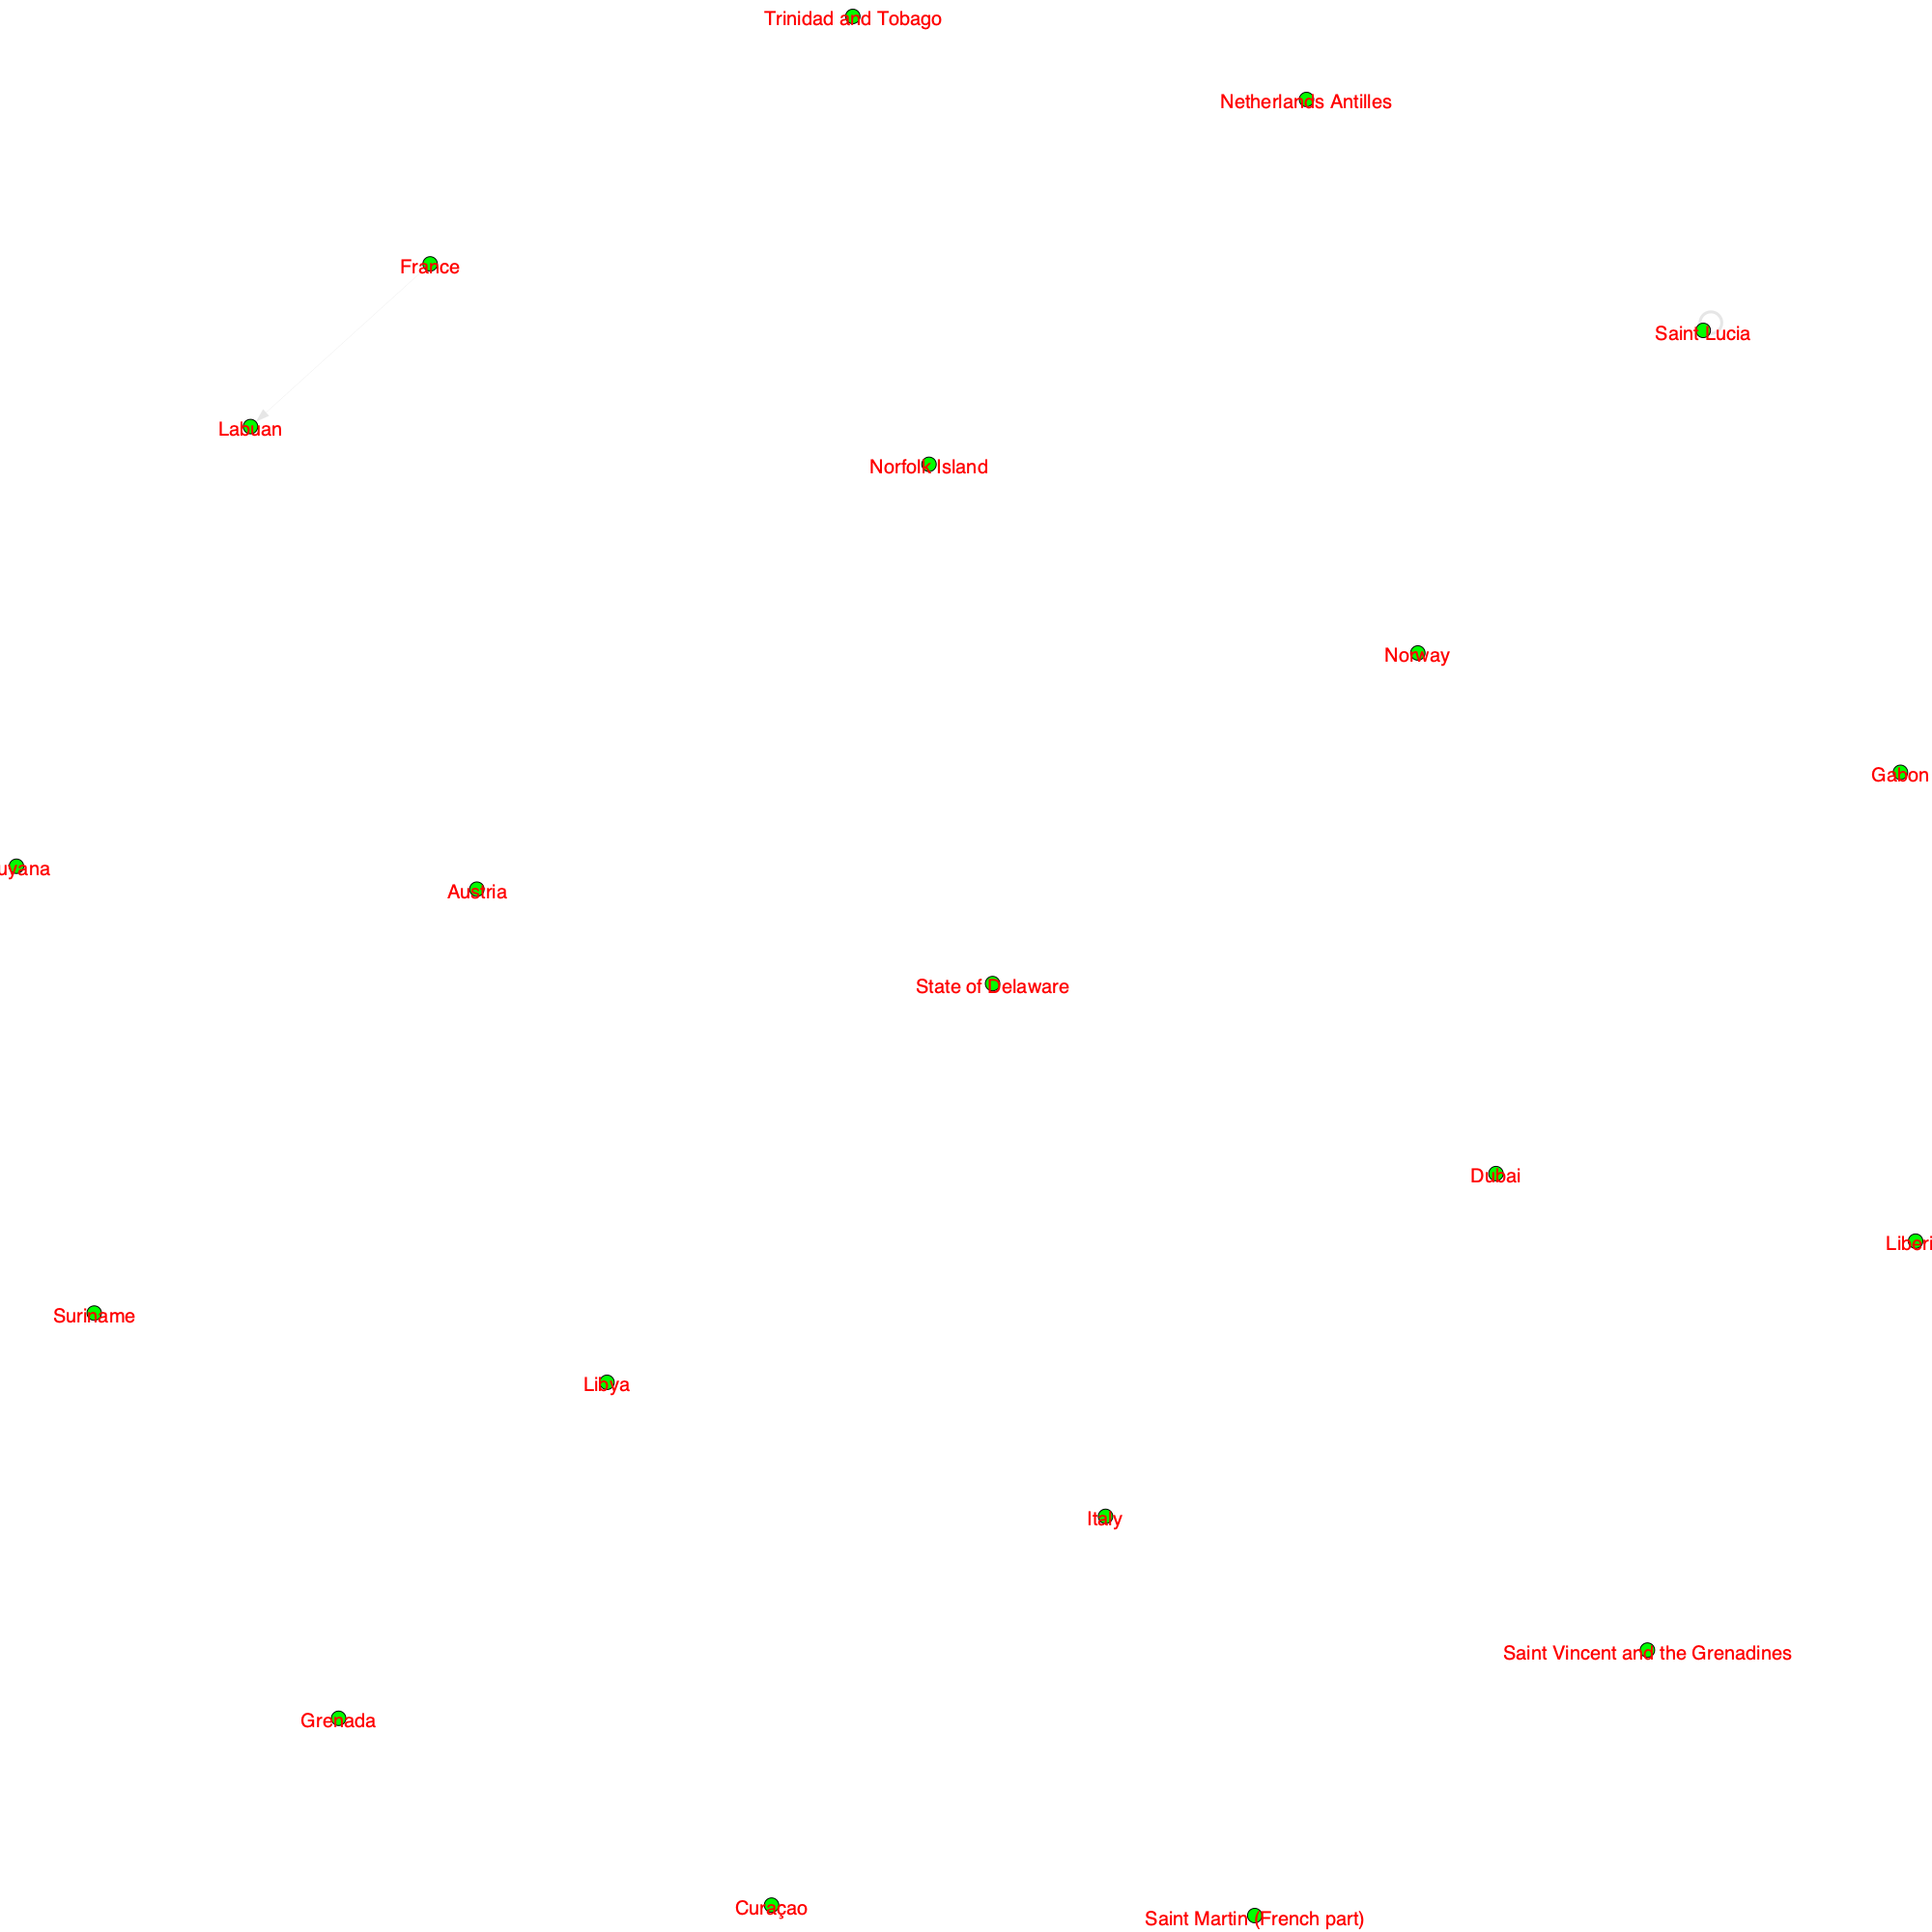 Trinidad and Tobago
Netherlands Antilles
France
Saint Lucia
Labuan
Norfolk Island
Norway
Gabon
uyana
Austria
State of Delaware
Dubai
Liberi
Suriname
Libya
Italy
Saint Vincent and the Grenadines
Grenada
Curaçao
Saint Martin (French part)